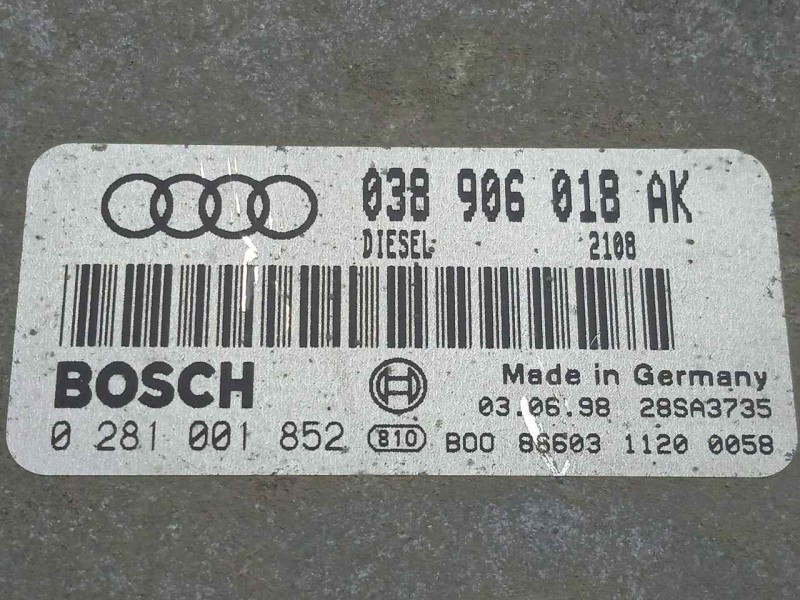 038 906 018 AK
DIESEL 2108
BOSCH Made in Germany
03.06.98 28SA3735
0 281 001 852 810 B00 86603 1120 0058